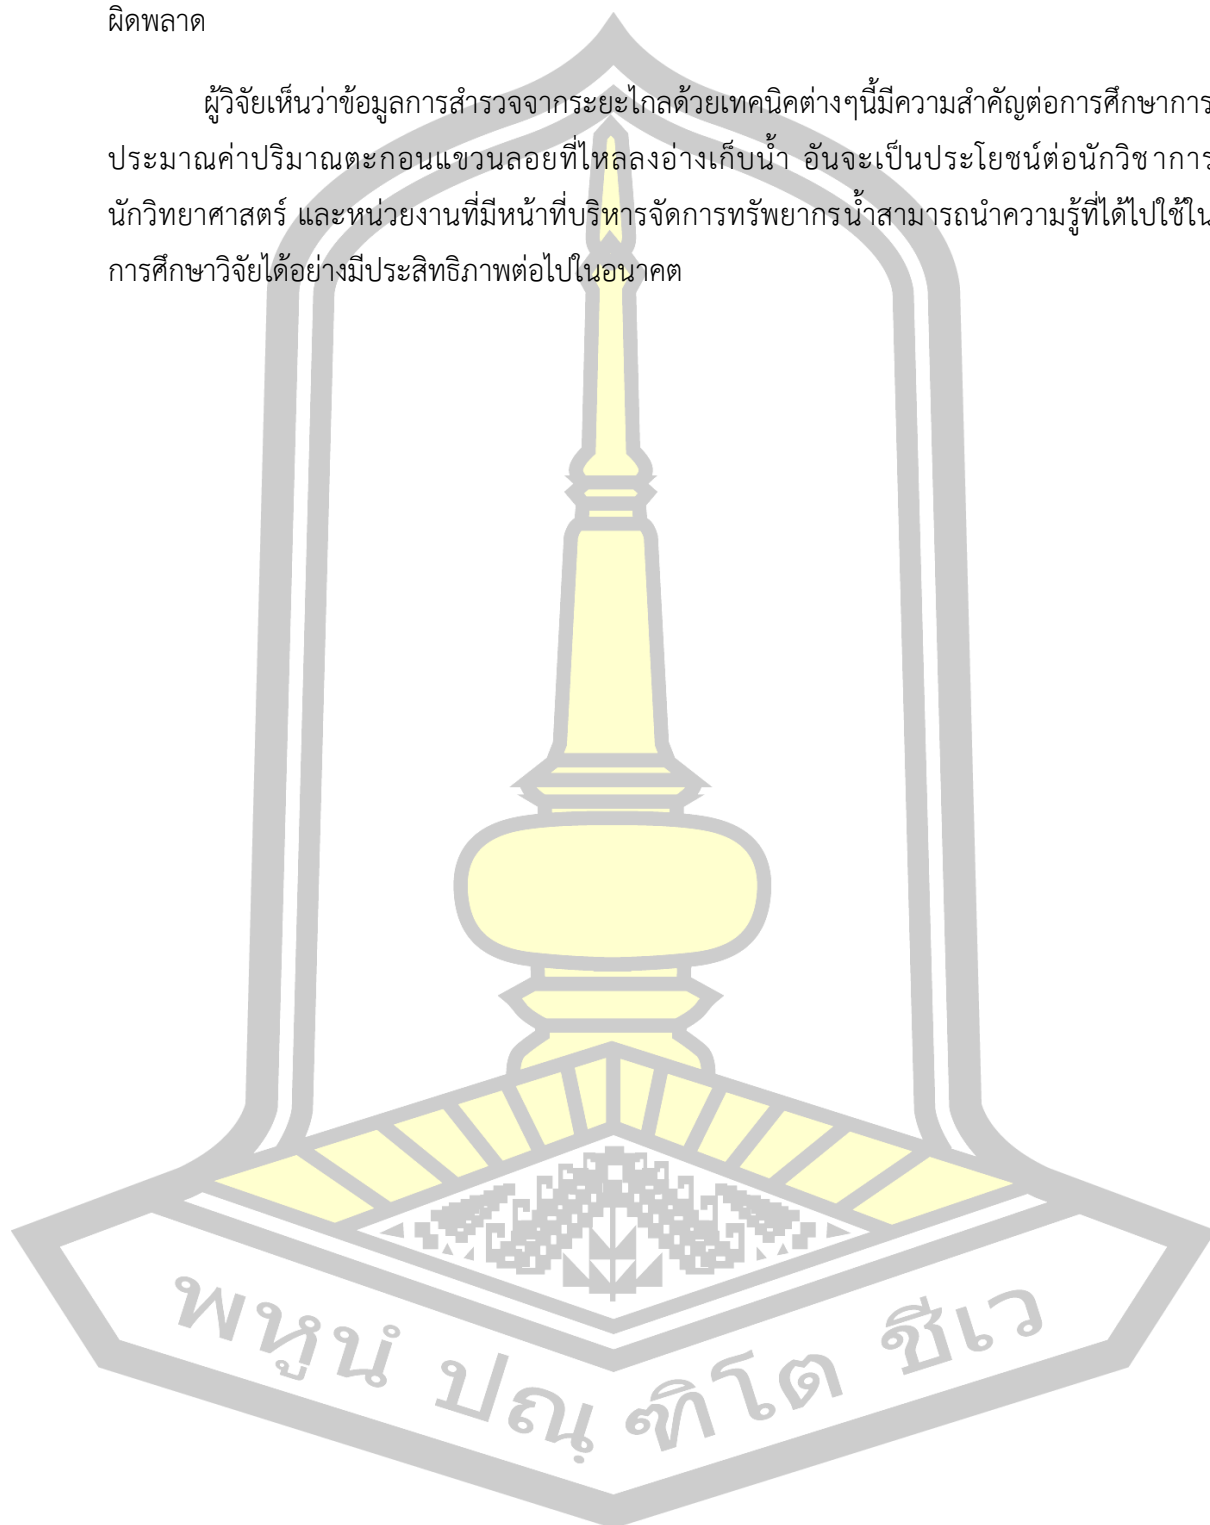 ผิดพลาด
ผู้วิจัยเห็นว่าข้อมูลการสำรวจจากระยะไกลด้วยเทคนิคต่างๆนี้มีความสำคัญต่อการศึกษาการ
ประมาณค่าปริมาณตะกอนแขวนลอยที่ไหลลงอ่างเก็บน้ำ อันจะเป็นประโยชน์ต่อนักวิชาการ
นักวิทยาศาสตร์ และหน่วยงานที่มีหน้าที่บริหารจัดการทรัพยากรน้ำสามารถนำความรู้ที่ได้ไปใช้ใน
การศึกษาวิจัยได้อย่างมีประสิทธิภาพต่อไปในอนาคต
พหูนํ ปณฺ ฑิโต ชีเว